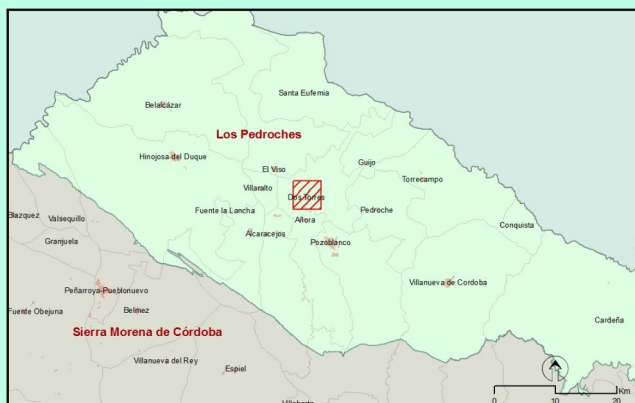 Santa Eufemia
Belalcázar
Los Pedroches
Hinojosa del Duque
Guijo
El Viso
Torrecampo
Villaralto
Dos Torres
Fuente la Lancha
Pedroche
Blazquez
Valsequillo
Añora
Conquista
Alcaracejos
Granjuela
Pozoblanco
Villanueva de Cordoba
Peñarroya-Pueblonuevo
Fuente Obejuna
Belmez
Cardeña
Sierra Morena de Córdoba
Villanueva del Rey
Espiel
Villaharta
Km.
0 10 20